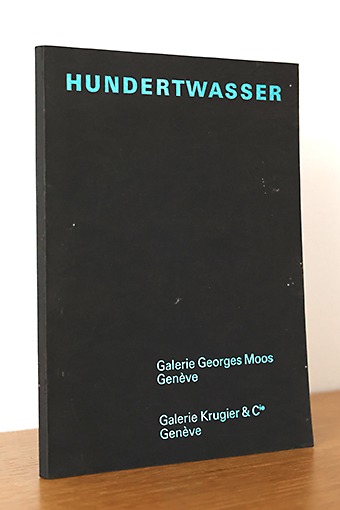 HUNDERTWASSER
Galerie Georges Moos
Genève
Galerie Krugier & Cie
Genève